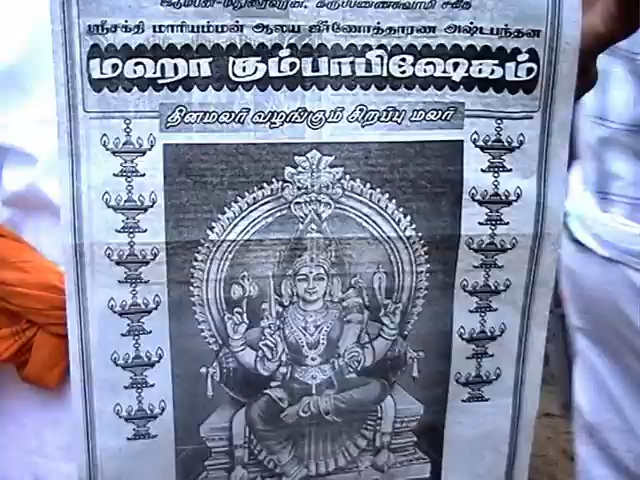 ஸ்ரீசக்தி மாரியம்மன் ஆலய ஜீர்ணோத்தாரண அஷ்டபந்தன
மஹா கும்பாபிஷேகம்
தினமலர் வழங்கும் சிறப்பு மலர்